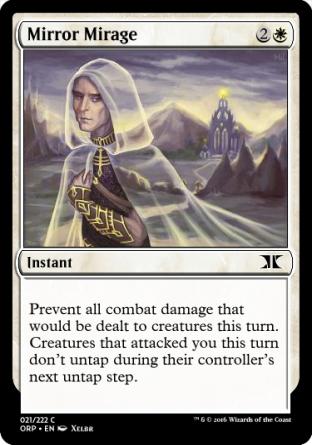 Mirror Mirage 2
Instant
Prevent all combat damage that
would be dealt to creatures this turn.
Creatures that attacked you this turn
don't untap during their controller's
next untap step.
021/222 C
ORP • EN XELBR
™ & © 2016 Wizards of the Coast